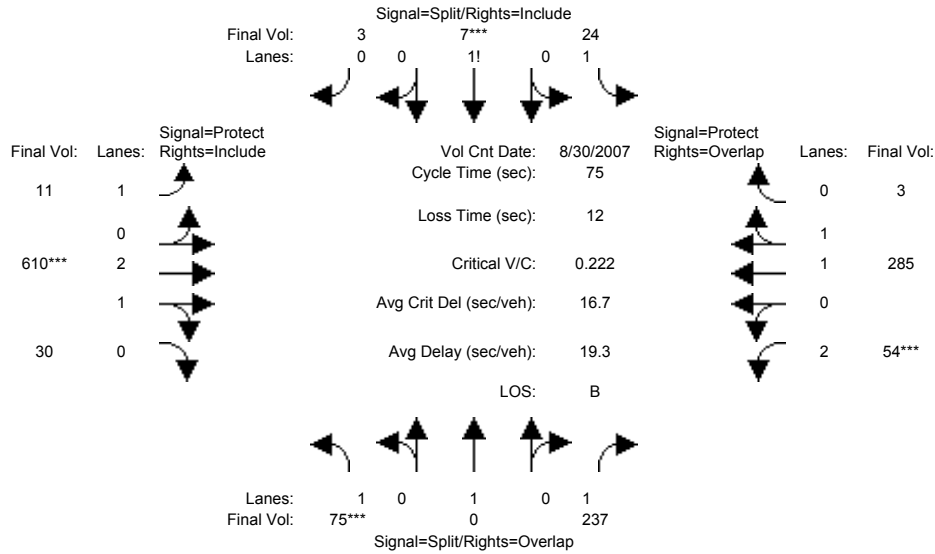 Signal=Split/Rights=Include
Final Vol: 3 7*** 24
Lanes: 0 0 1! 0 1
Signal=Protect
Final Vol: Lanes: Rights=Include
Vol Cnt Date: 8/30/2007
Signal=Protect
Rights=Overlap Lanes: Final Vol:
Cycle Time (sec): 75
11 1
0 3
Loss Time (sec): 12
0
1
610*** 2
Critical V/C: 0.222
1 285
1
Avg Crit Del (sec/veh): 16.7
0
30 0
Avg Delay (sec/veh): 19.3
2 54***
LOS: B
Lanes: 1 0 1 0 1
Final Vol: 75*** 0 237
Signal=Split/Rights=Overlap